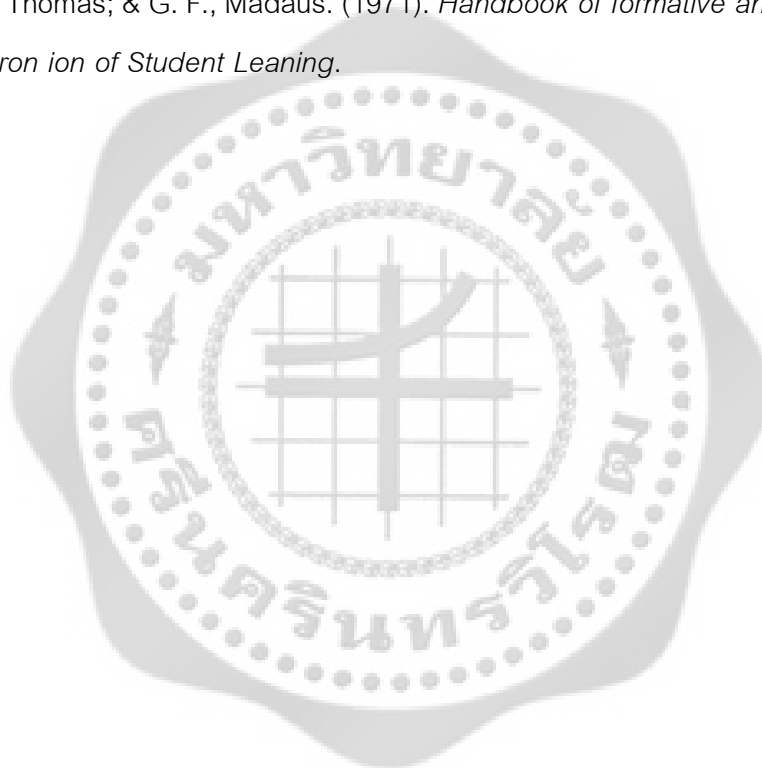 Thomas; & G. F., Madaus. (1971). Handbook of formative an
ron ion of Student Leaning.
มหาวิทยาลัย
ศรีนครินทรวิโรฒ